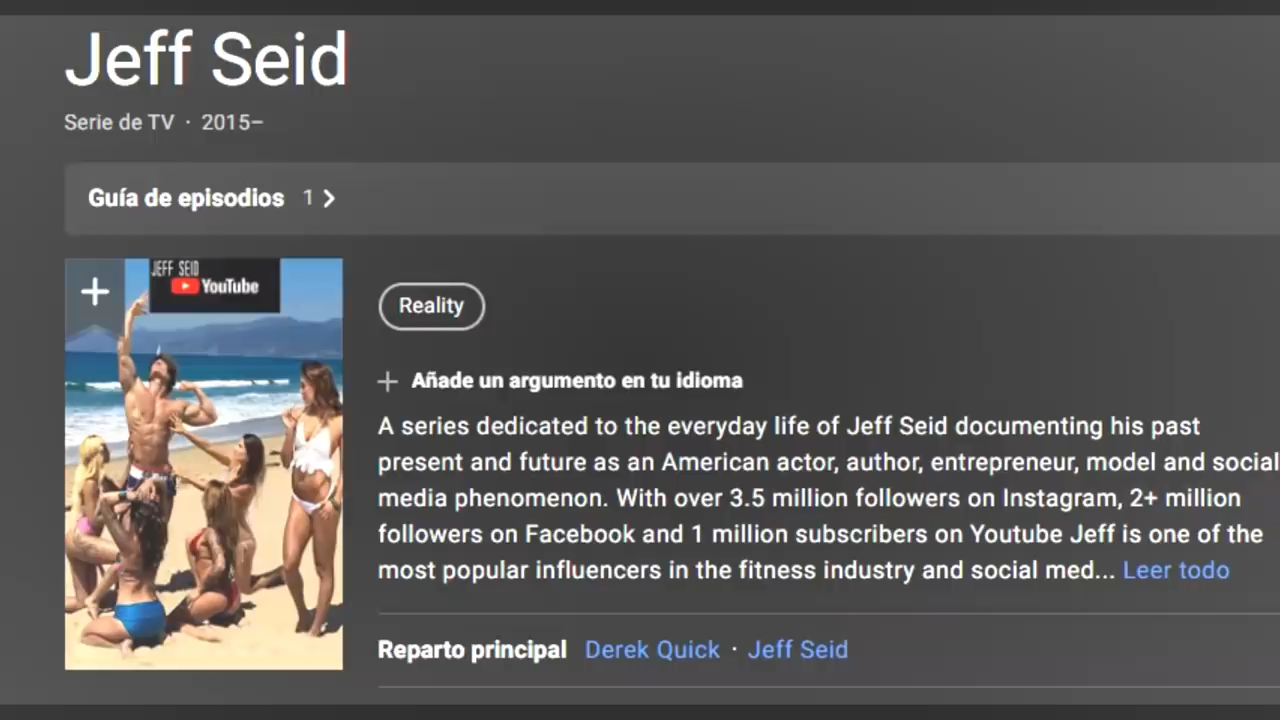 Jeff Seid
Serie de TV · 2015–
Guía de episodios 1
JEFF SEID
YouTube
Reality
Añade un argumento en tu idioma
A series dedicated to the everyday life of Jeff Seid documenting his past
present and future as an American actor, author, entrepreneur, model and social
media phenomenon. With over 3.5 million followers on Instagram, 2+ million
followers on Facebook and 1 million subscribers on Youtube Jeff is one of the
most popular influencers in the fitness industry and social med... Leer todo
Reparto principal Derek Quick · Jeff Seid